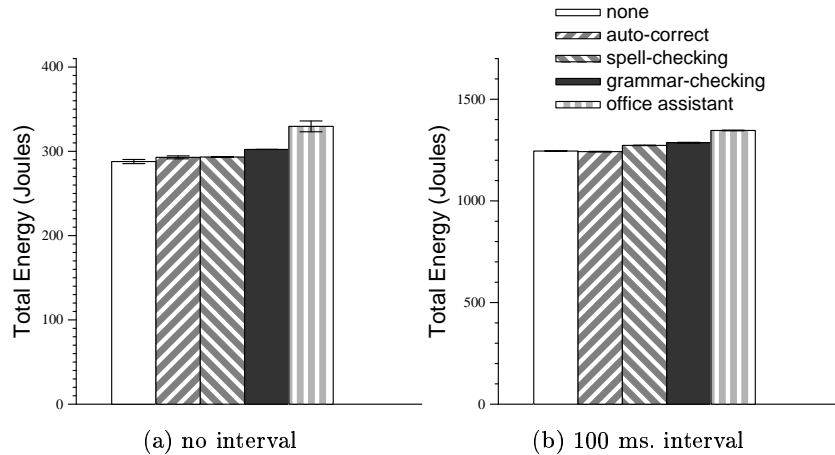 none
auto-correct
spell-checking
grammar-checking
office assistant
Total Energy (Joules)
400
300
200
100
0
(a) no interval
Total Energy (Joules)
1500
1000
500
0
(b) 100 ms. interval